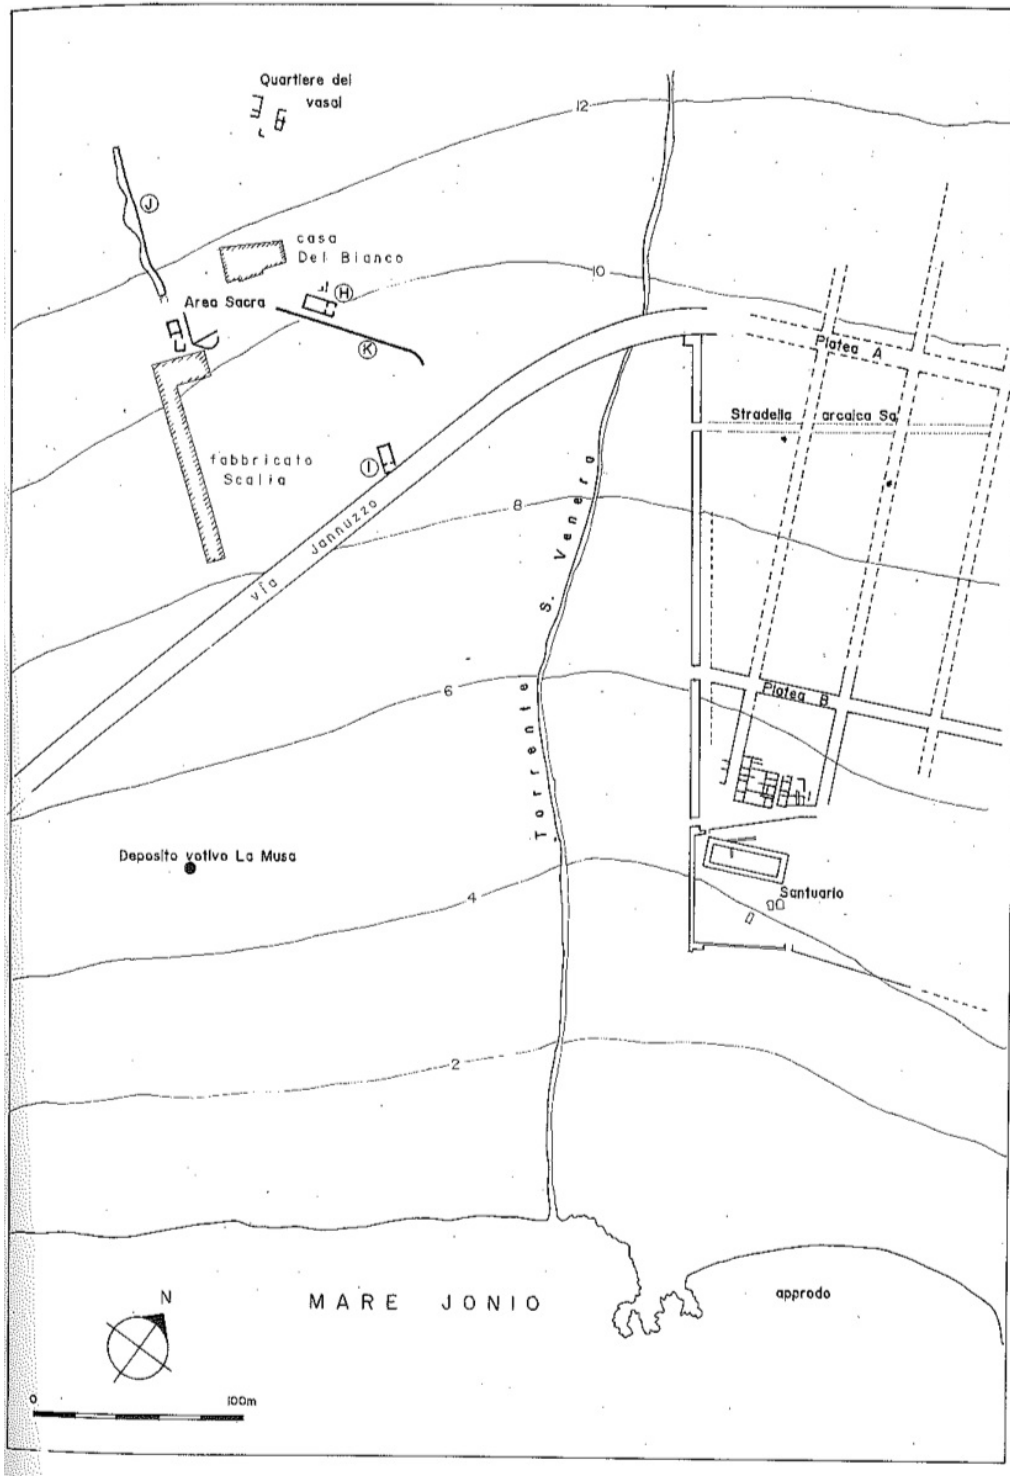 Quartiere dei
vasai
12
J
casa
Del Bianco
10
Area Sacra
H
K
Platea A
Stradella arcaica Sa
fabbricato
Scalia
I
via Jannuzzo
8
Torrente S. Venera
6
Platea B
Deposito votivo La Musa
4
Santuario
2
MARE JONIO
approdo
N
0 100m